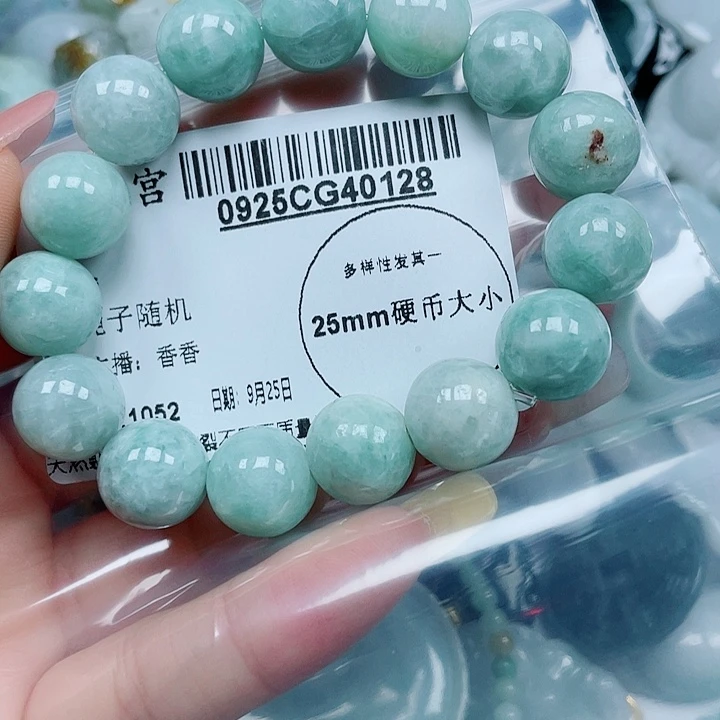 宫
0925CG40128
多样性发其一
25mm硬币大小
子随机
播：香香
日期：9月25日
1052